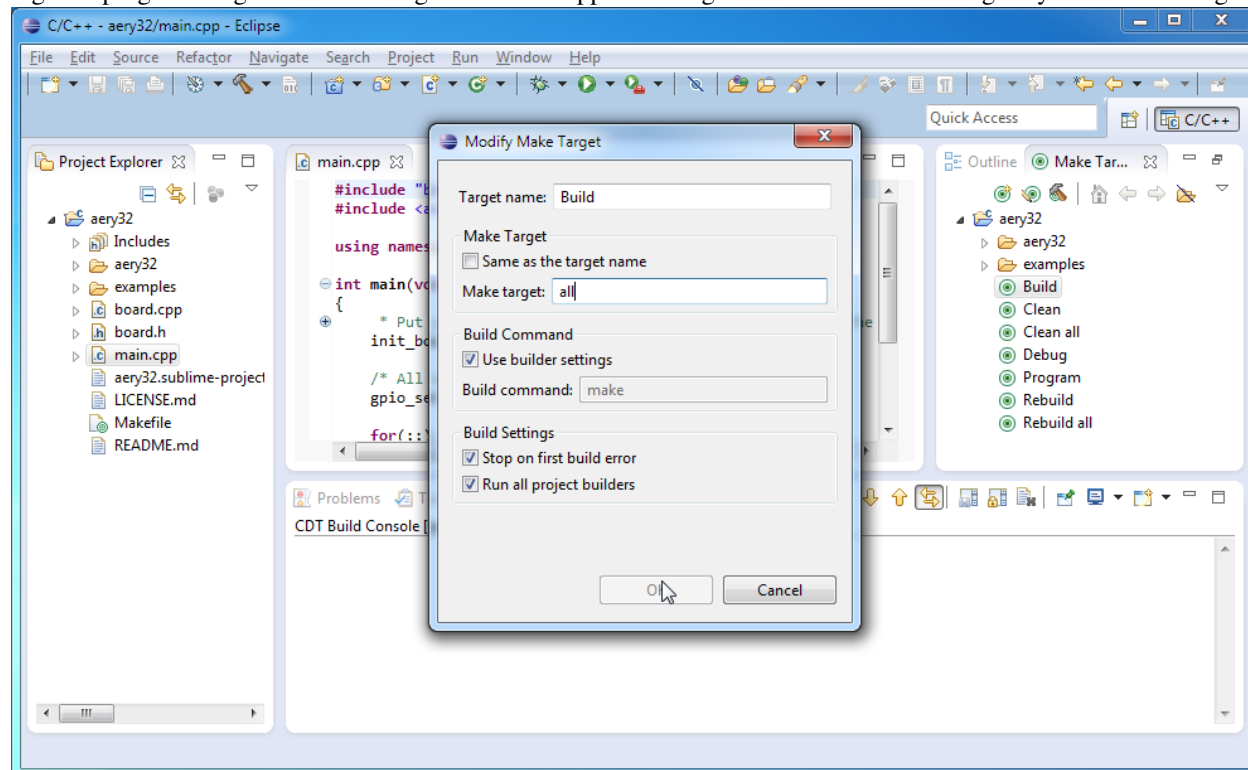 C/C++ - aery32/main.cpp - Eclipse
File Edit Source Refactor Navigate Search Project Run Window Help
Quick Access
C/C++
Project Explorer
aery32
Includes
aery32
examples
board.cpp
board.h
main.cpp
aery32.sublime-project
LICENSE.md
Makefile
README.md
main.cpp
#include "b
#include <a
using names
int main(vo
{
* Put
init_bo
/* All
gpio_se
for(;;)
Modify Make Target
Target name: Build
Make Target
Same as the target name
Make target: all
Build Command
Use builder settings
Build command: make
Build Settings
Stop on first build error
Run all project builders
Cancel
Outline Make Tar...
aery32
aery32
examples
Build
Clean
Clean all
Debug
Program
Rebuild
Rebuild all
Problems
CDT Build Console [